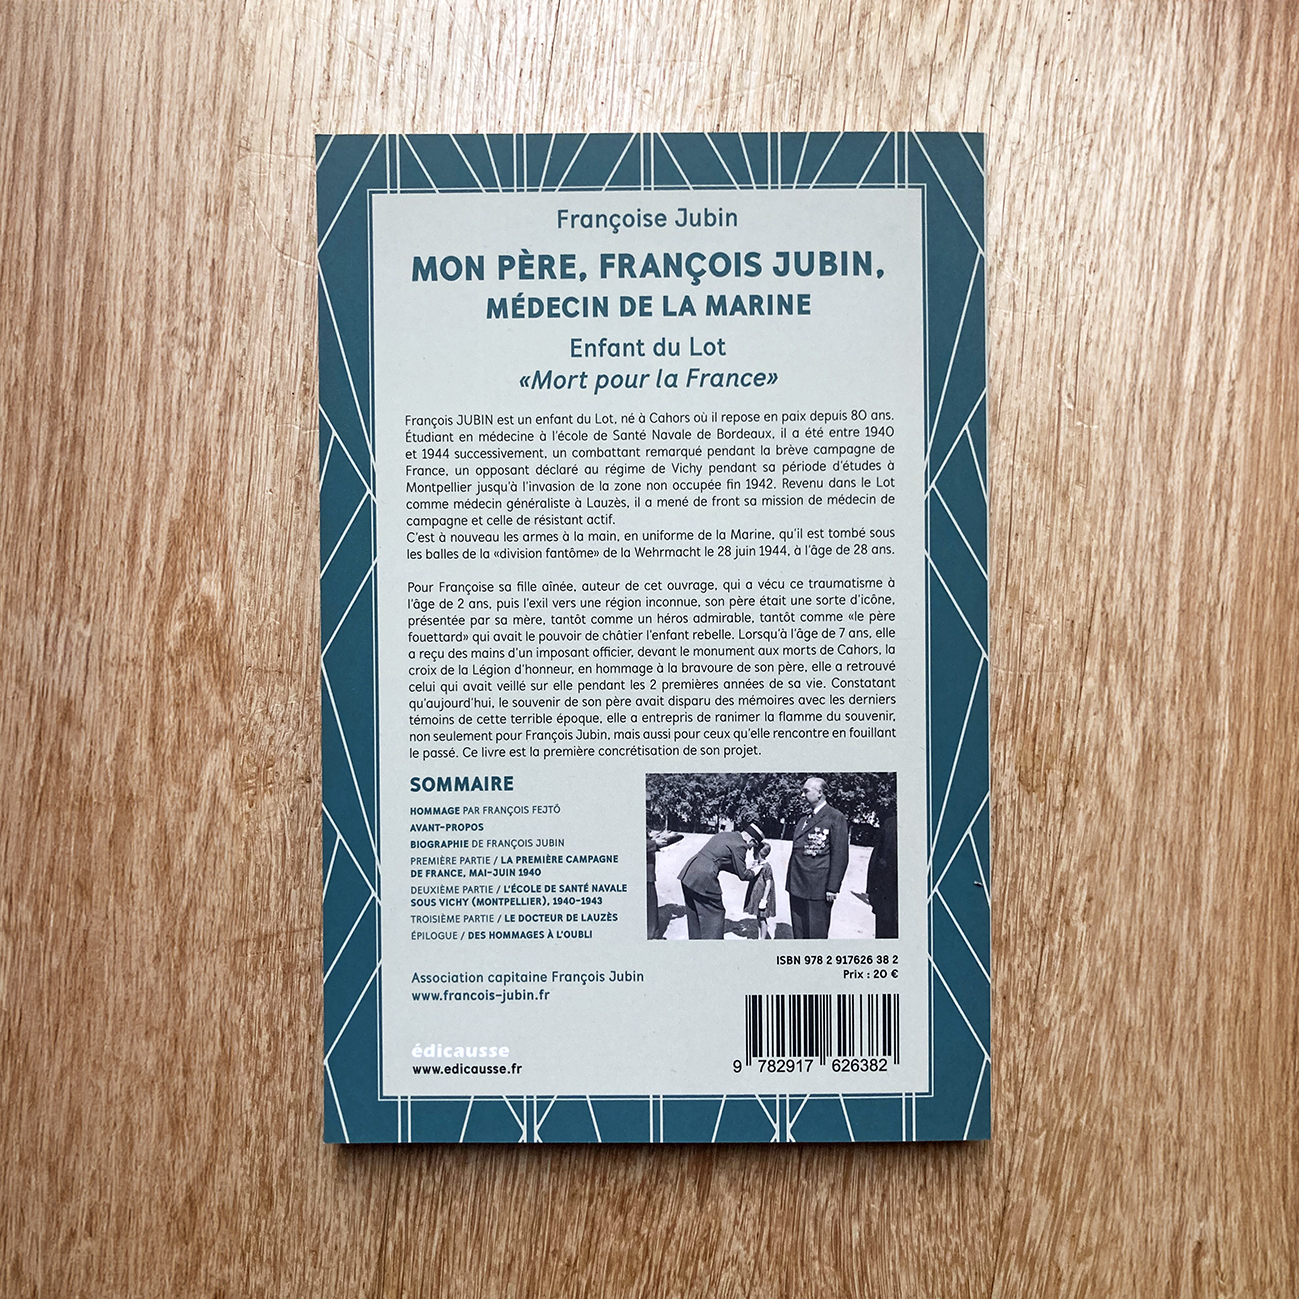 Françoise Jubin
MON PÈRE, FRANÇOIS JUBIN,
MÉDECIN DE LA MARINE
Enfant du Lot
«Mort pour la France»
François JUBIN est un enfant du Lot, né à Cahors où il repose en paix depuis 80 ans.
Étudiant en médecine à l'école de Santé Navale de Bordeaux, il a été entre 1940
et 1944 successivement, un combattant remarqué pendant la brève campagne de
France, un opposant déclaré au régime de Vichy pendant sa période d'études à
Montpellier jusqu'à l'invasion de la zone non occupée fin 1942. Revenu dans le Lot
comme médecin généraliste à Lauzès, il a mené de front sa mission de médecin de
campagne et celle de résistant actif.
C'est à nouveau les armes à la main, en uniforme de la Marine, qu'il est tombé sous
les balles de la «division fantôme» de la Wehrmacht le 28 juin 1944, à l'âge de 28 ans.
Pour Françoise sa fille aînée, auteur de cet ouvrage, qui a vécu ce traumatisme à
l'âge de 2 ans, puis l'exil vers une région inconnue, son père était une sorte d'icône,
présentée par sa mère, tantôt comme un héros admirable, tantôt comme «le père
fouettard» qui avait le pouvoir de châtier l'enfant rebelle. Lorsqu'à l'âge de 7 ans, elle
a reçu des mains d'un imposant officier, devant le monument aux morts de Cahors, la
croix de la Légion d'honneur, en hommage à la bravoure de son père, elle a retrouvé
celui qui avait veillé sur elle pendant les 2 premières années de sa vie. Constatant
qu'aujourd'hui, le souvenir de son père avait disparu des mémoires avec les derniers
témoins de cette terrible époque, elle a entrepris de ranimer la flamme du souvenir,
non seulement pour François Jubin, mais aussi pour ceux qu'elle rencontre en fouillant
le passé. Ce livre est la première concrétisation de son projet.
SOMMAIRE
HOMMAGE PAR FRANÇOIS FEJTÖ
AVANT-PROPOS
BIOGRAPHIE DE FRANÇOIS JUBIN
PREMIÈRE PARTIE / LA PREMIÈRE CAMPAGNE
DE FRANCE, MAI-JUIN 1940
DEUXIÈME PARTIE / L'ÉCOLE DE SANTÉ NAVALE
SOUS VICHY (MONTPELLIER), 1940-1943
TROISIÈME PARTIE / LE DOCTEUR DE LAUZÈS
ÉPILOGUE / DES HOMMAGES À L'OUBLI
Association capitaine François Jubin
www.francois-jubin.fr
édicausse
www.edicausse.fr
ISBN 978 2 917626 38 2
Prix : 20 €
9 782917 626382